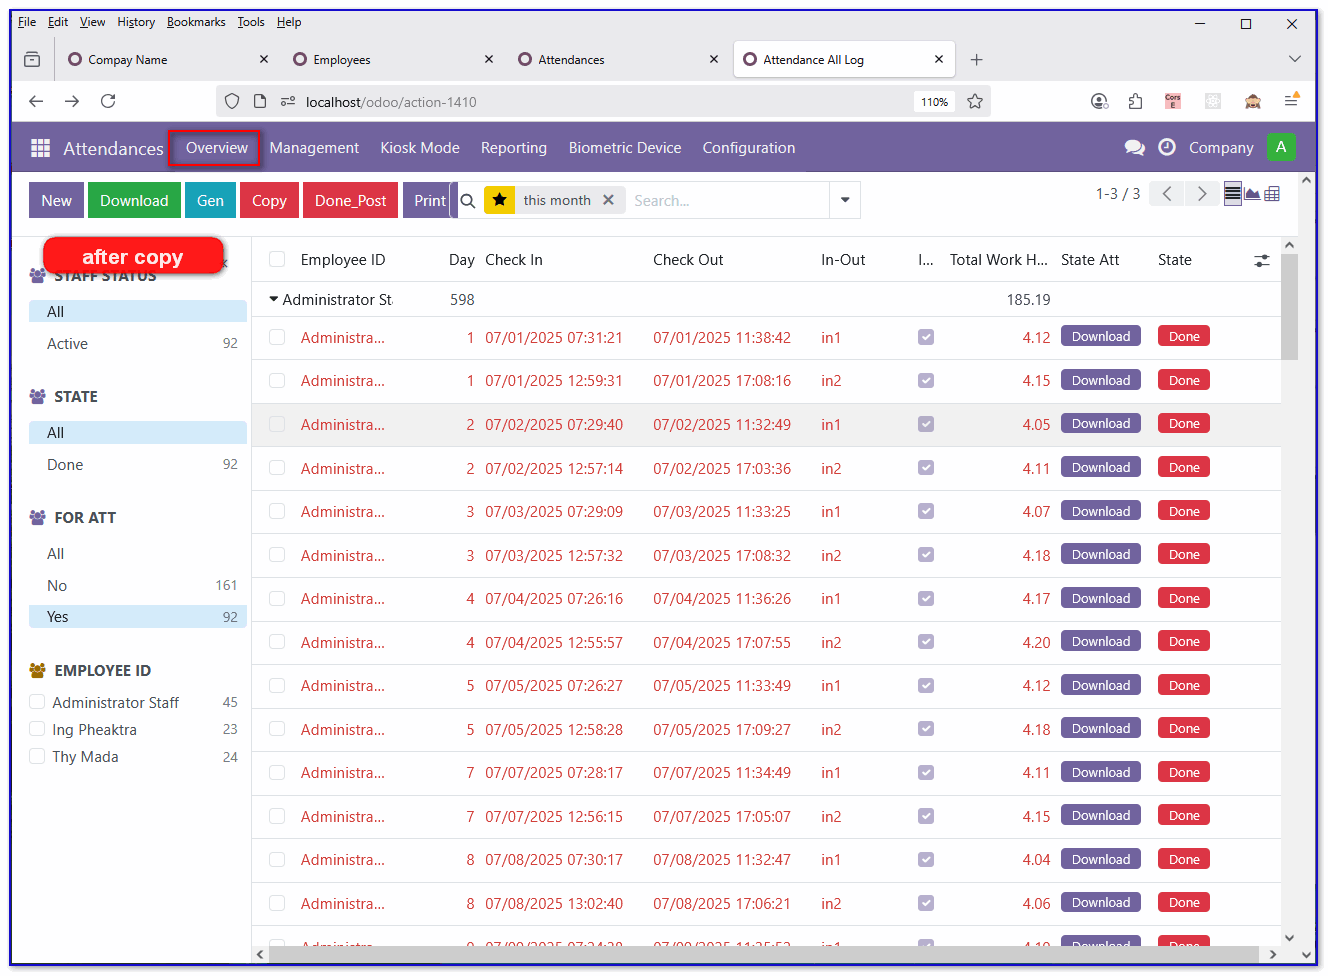 File Edit View History Bookmarks Tools Help
Compay Name Employees Attendances Attendance All Log
localhost/odoo/action-1410 110% Cors E
Attendances Overview Management Kiosk Mode Reporting Biometric Device Configuration Company A
New Download Gen Copy Done_Post Print this month Search... 1-3 / 3
after copy
STAFF STATUS
All
Active 92
STATE
All
Done 92
FOR ATT
All
No 161
Yes 92
EMPLOYEE ID
Administrator Staff 45
Ing Pheaktra 23
Thy Mada 24
Employee ID Day Check In Check Out In-Out I... Total Work H... State Att State
Administrator St 598 185.19
Administra... 1 07/01/2025 07:31:21 07/01/2025 11:38:42 in1 4.12 Download Done
Administra... 1 07/01/2025 12:59:31 07/01/2025 17:08:16 in2 4.15 Download Done
Administra... 2 07/02/2025 07:29:40 07/02/2025 11:32:49 in1 4.05 Download Done
Administra... 2 07/02/2025 12:57:14 07/02/2025 17:03:36 in2 4.11 Download Done
Administra... 3 07/03/2025 07:29:09 07/03/2025 11:33:25 in1 4.07 Download Done
Administra... 3 07/03/2025 12:57:32 07/03/2025 17:08:32 in2 4.18 Download Done
Administra... 4 07/04/2025 07:26:16 07/04/2025 11:36:26 in1 4.17 Download Done
Administra... 4 07/04/2025 12:55:57 07/04/2025 17:07:55 in2 4.20 Download Done
Administra... 5 07/05/2025 07:26:27 07/05/2025 11:33:49 in1 4.12 Download Done
Administra... 5 07/05/2025 12:58:28 07/05/2025 17:09:27 in2 4.18 Download Done
Administra... 7 07/07/2025 07:28:17 07/07/2025 11:34:49 in1 4.11 Download Done
Administra... 7 07/07/2025 12:56:15 07/07/2025 17:05:07 in2 4.15 Download Done
Administra... 8 07/08/2025 07:30:17 07/08/2025 11:32:47 in1 4.04 Download Done
Administra... 8 07/08/2025 13:02:40 07/08/2025 17:06:21 in2 4.06 Download Done